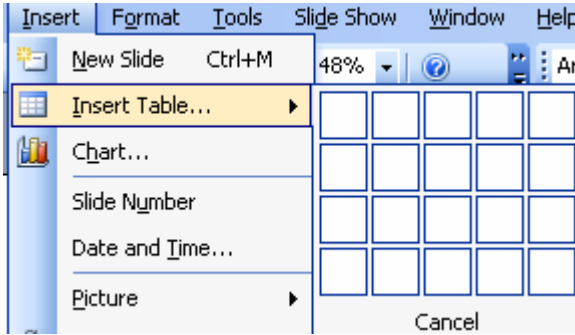 Insert Format Tools Slide Show Window Help
New Slide Ctrl+M
48%
Insert Table...
Chart...
Slide Number
Date and Time...
Picture
Cancel